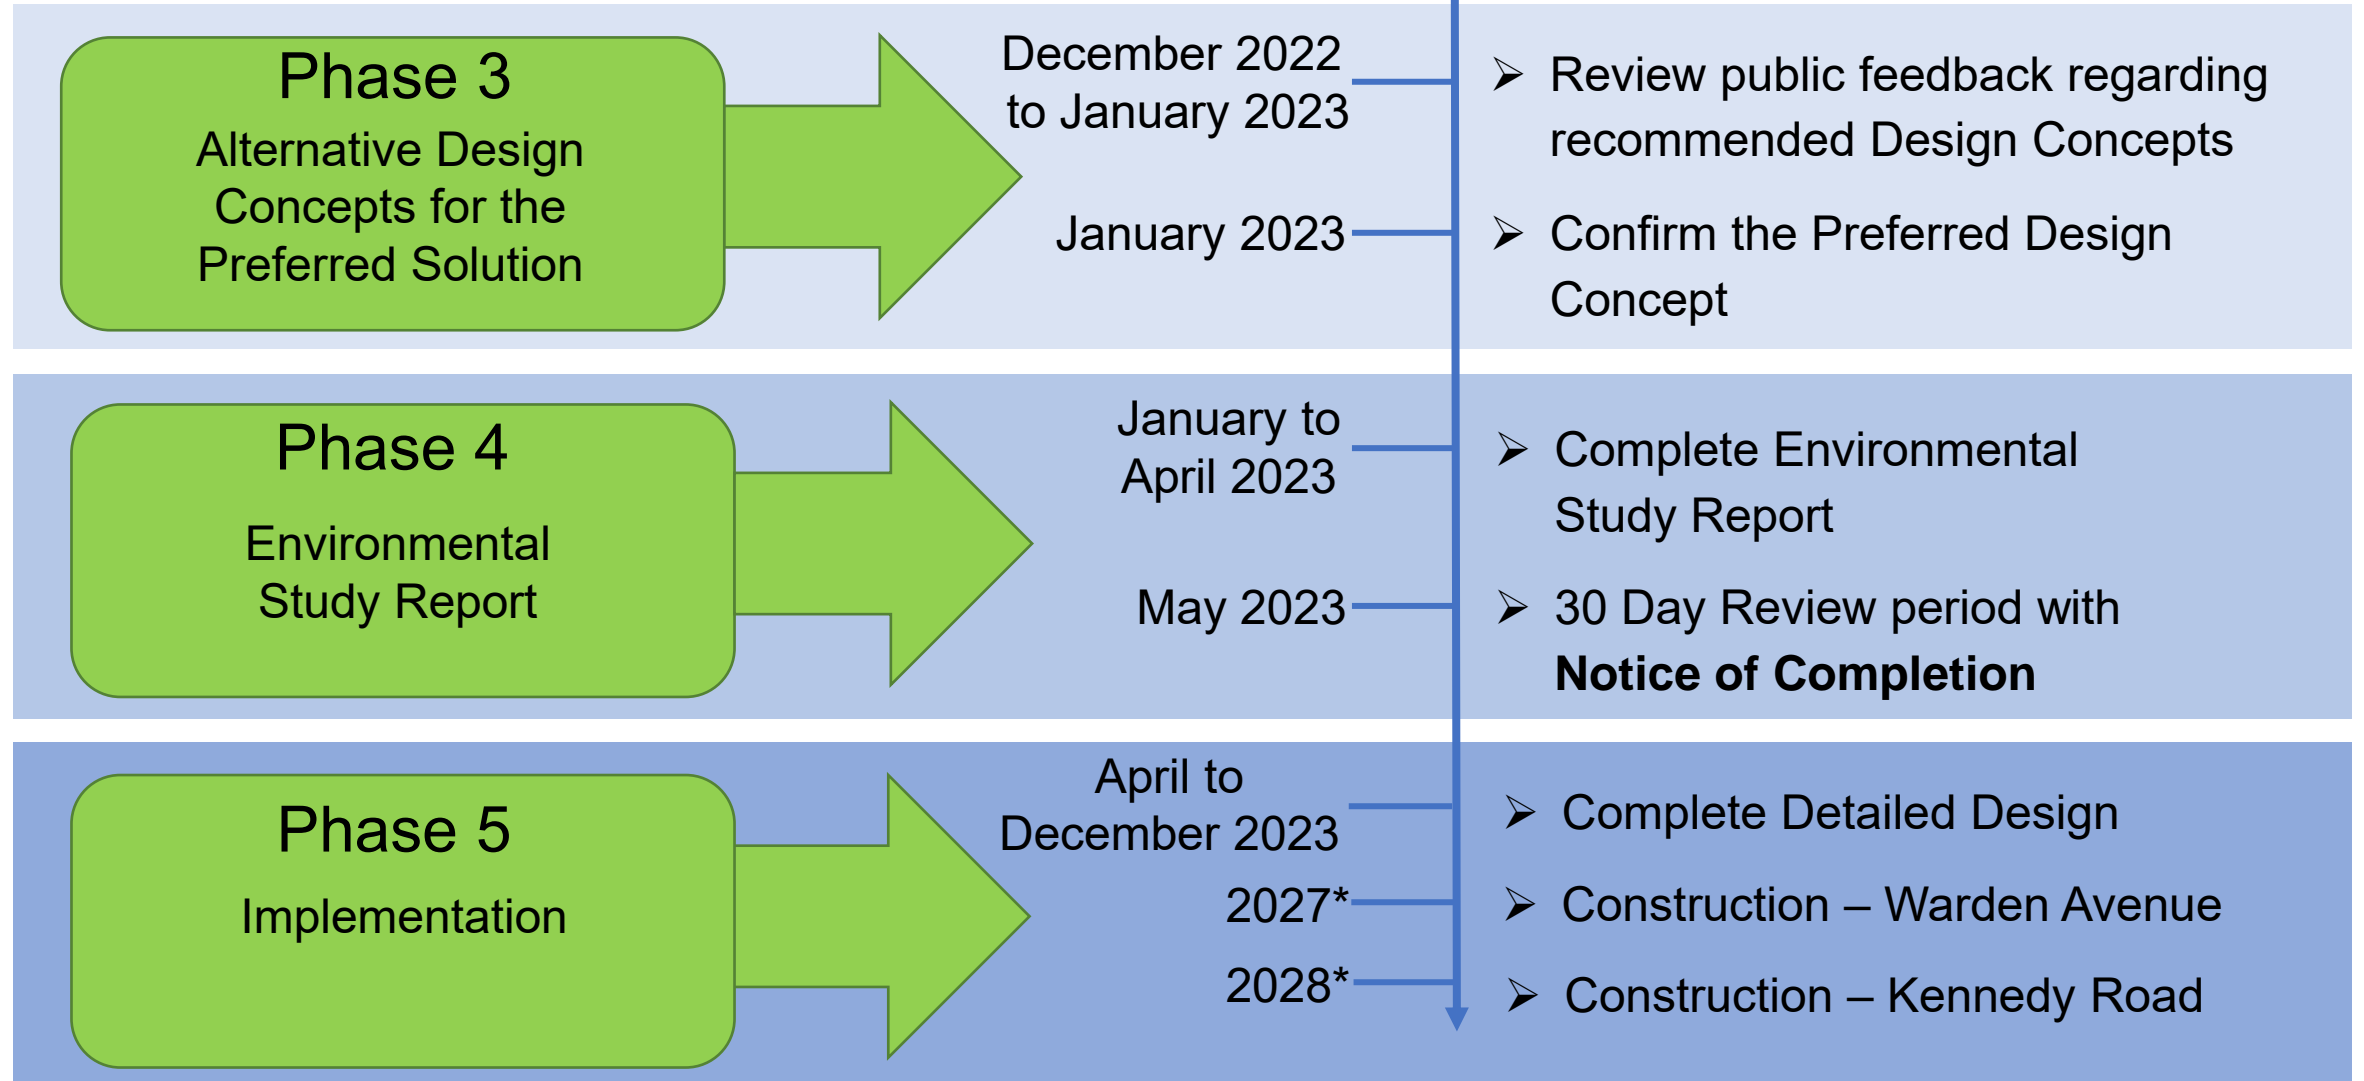 Phase 3
Alternative Design
Concepts for the
Preferred Solution
December 2022
to January 2023
➢ Review public feedback regarding
recommended Design Concepts
January 2023
➢ Confirm the Preferred Design
Concept
Phase 4
Environmental
Study Report
January to
April 2023
➢ Complete Environmental
Study Report
May 2023
➢ 30 Day Review period with
Notice of Completion
Phase 5
Implementation
April to
December 2023
➢ Complete Detailed Design
2027*
➢ Construction – Warden Avenue
2028*
➢ Construction – Kennedy Road